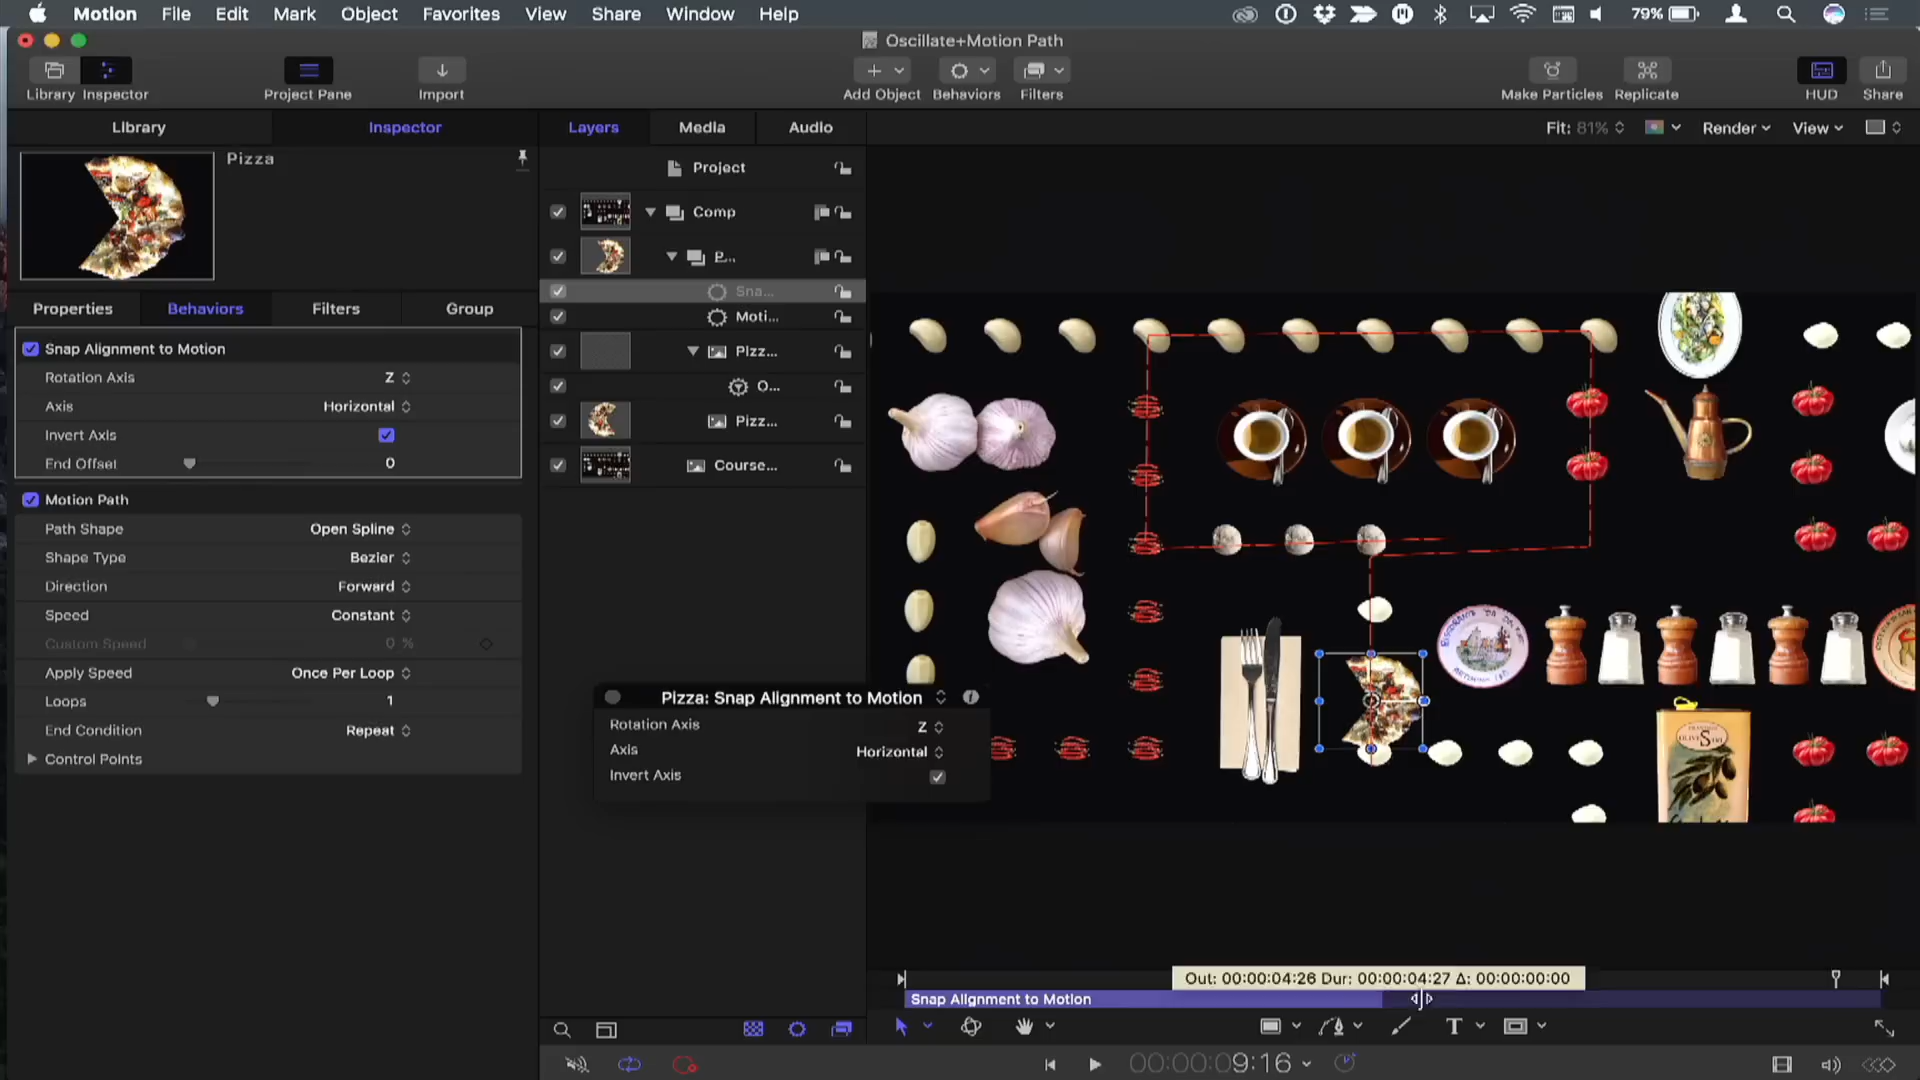 Motion File Edit Mark Object Favorites View Share Window Help 79%
Oscillate+Motion Path
Library Inspector Project Pane Import Add Object Behaviors Filters Make Particles Replicate HUD Share
Library Inspector Layers Media Audio Fit: 81% Render View
Pizza
Project
Comp
P...
Properties Behaviors Filters Group
Sna...
Moti...
Pizz...
O...
Pizz...
Course...
Snap Alignment to Motion
Rotation Axis Z
Axis Horizontal
Invert Axis
End Offset 0
Motion Path
Path Shape Open Spline
Shape Type Bezier
Direction Forward
Speed Constant
Custom Speed 0 %
Apply Speed Once Per Loop
Loops 1
End Condition Repeat
Control Points
Pizza: Snap Alignment to Motion
Rotation Axis Z
Axis Horizontal
Invert Axis
Out: 00:00:04:26 Dur: 00:00:04:27 Δ: 00:00:00:00
Snap Alignment to Motion
T
00:00:09:16